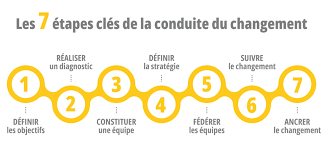 Les 7 étapes clés de la conduite du changement
RÉALISER
un diagnostic
DÉFINIR
la stratégie
SUIVRE
le changement
1
2
3
4
5
6
7
DÉFINIR
les objectifs
CONSTITUER
une équipe
FÉDÉRER
les équipes
ANCRER
le changement